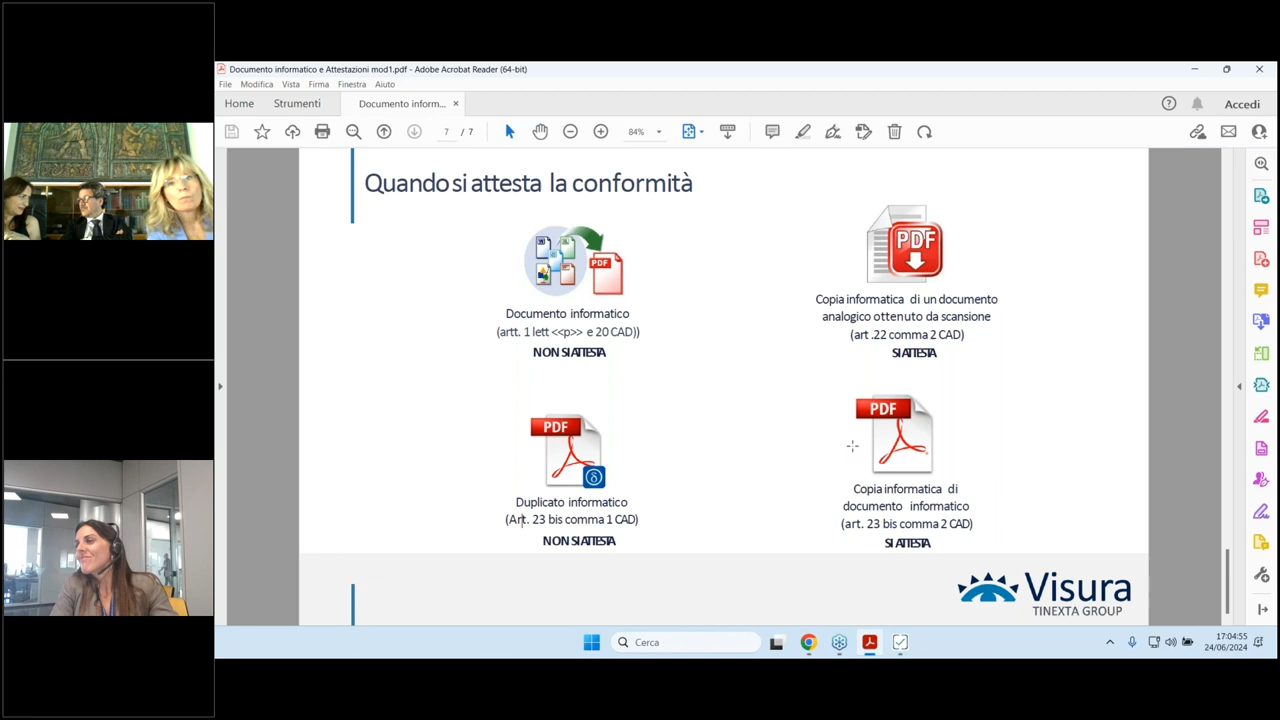 Documento informatico e Attestazioni mod1.pdf - Adobe Acrobat Reader (64-bit)
File Modifica Vista Firma Finestra Aiuto
Home Strumenti Documento inform... × Accedi
7 / 7 84%
Quando si attesta la conformità
PDF
Documento informatico
(artt. 1 lett <<p>> e 20 CAD))
NON SI ATTESTA
PDF
Copia informatica di un documento
analogico ottenuto da scansione
(art .22 comma 2 CAD)
SI ATTESTA
PDF
Duplicato informatico
(Art. 23 bis comma 1 CAD)
NON SI ATTESTA
PDF
Copia informatica di
documento informatico
(art. 23 bis comma 2 CAD)
SI ATTESTA
Visura
TINEXTA GROUP
Cerca
17:04:55
24/06/2024